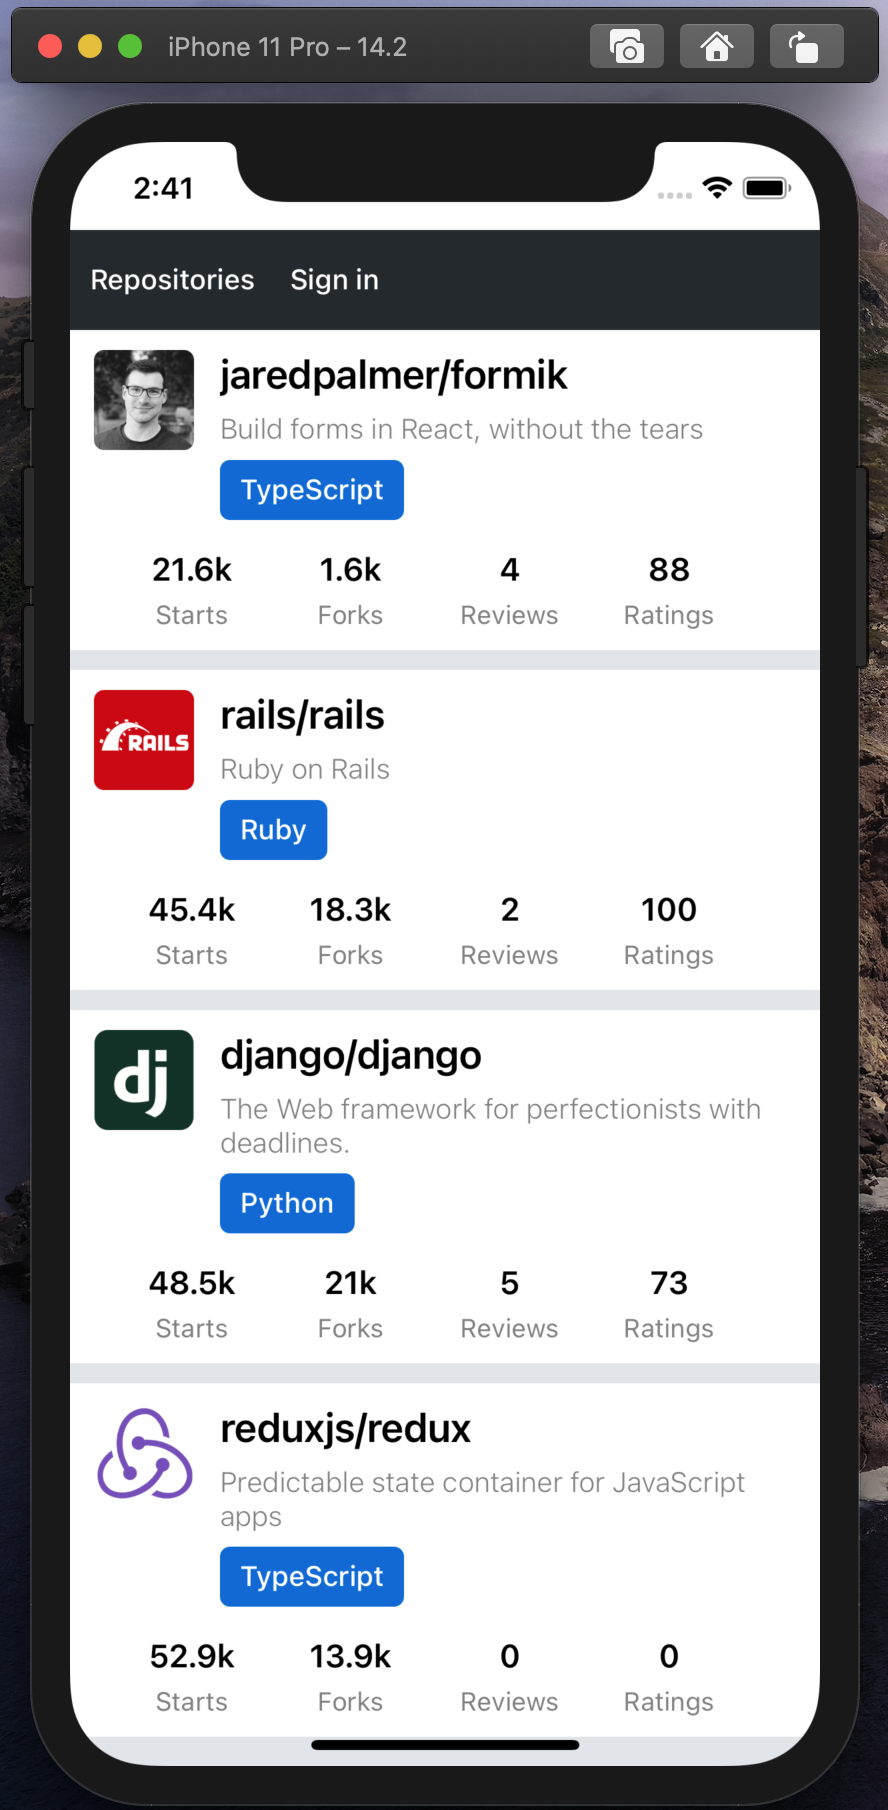 iPhone 11 Pro – 14.2
2:41
Repositories Sign in
jaredpalmer/formik
Build forms in React, without the tears
TypeScript
21.6k 1.6k 4 88
Starts Forks Reviews Ratings
RAILS
rails/rails
Ruby on Rails
Ruby
45.4k 18.3k 2 100
Starts Forks Reviews Ratings
dj
django/django
The Web framework for perfectionists with
deadlines.
Python
48.5k 21k 5 73
Starts Forks Reviews Ratings
reduxjs/redux
Predictable state container for JavaScript
apps
TypeScript
52.9k 13.9k 0 0
Starts Forks Reviews Ratings